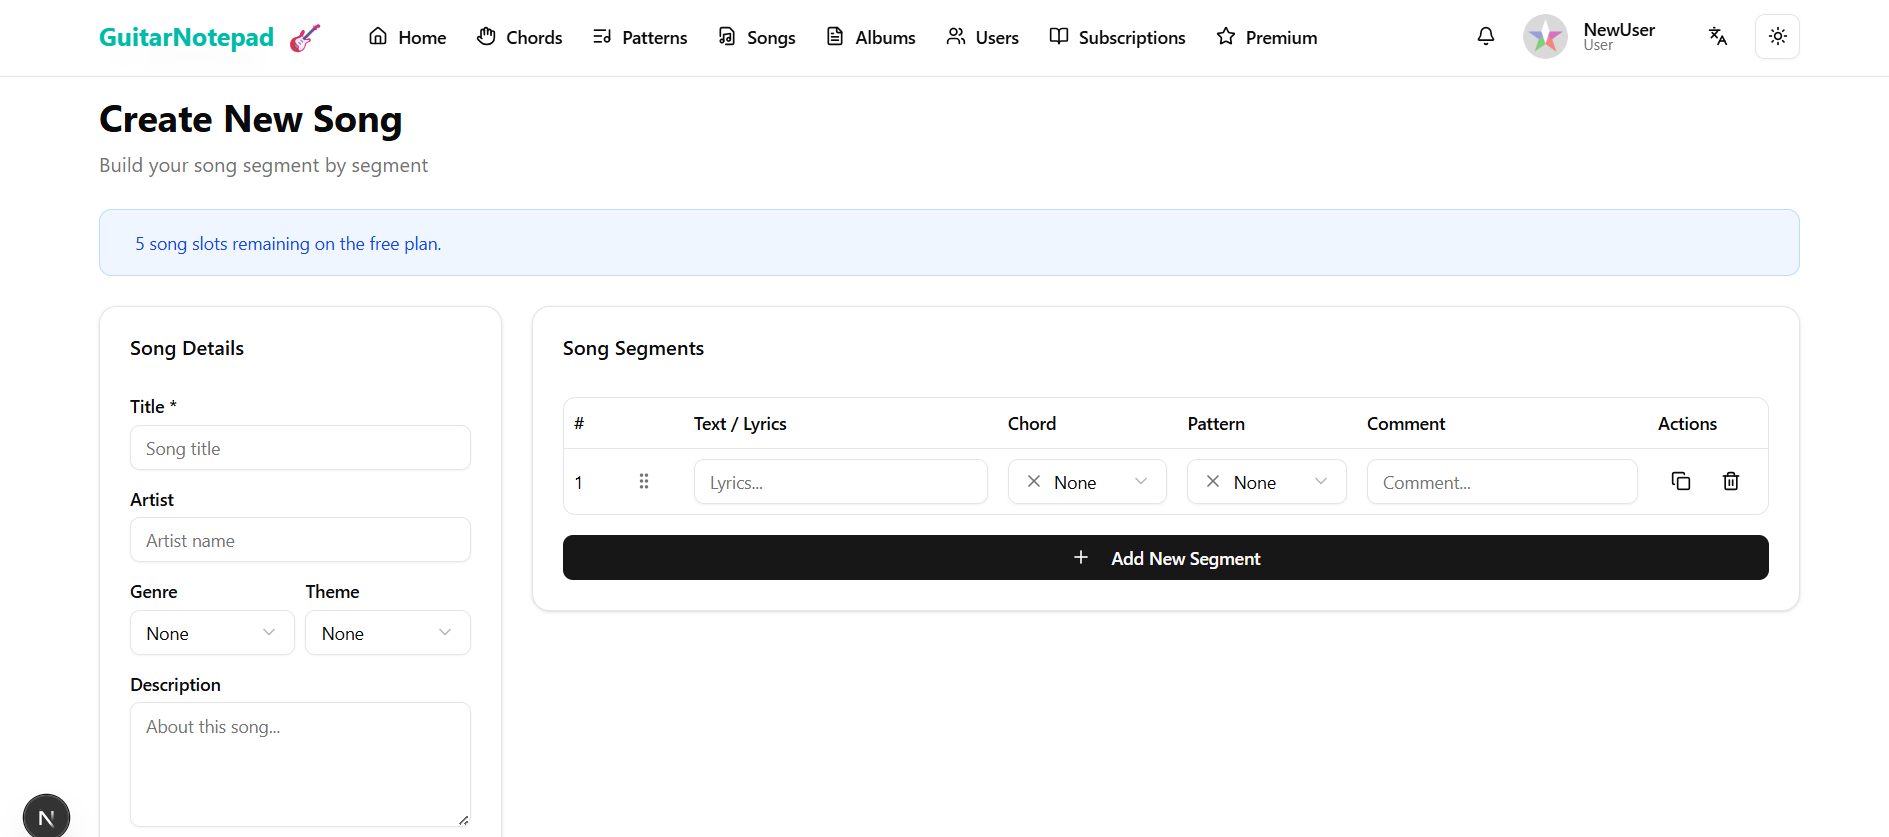 GuitarNotepad
Home Chords Patterns Songs Albums Users Subscriptions Premium
NewUser
User
Create New Song
Build your song segment by segment
5 song slots remaining on the free plan.
Song Details
Title *
Song title
Artist
Artist name
Genre Theme
None None
Description
About this song...
Song Segments
# Text / Lyrics Chord Pattern Comment Actions
1 Lyrics... None None Comment...
Add New Segment
N